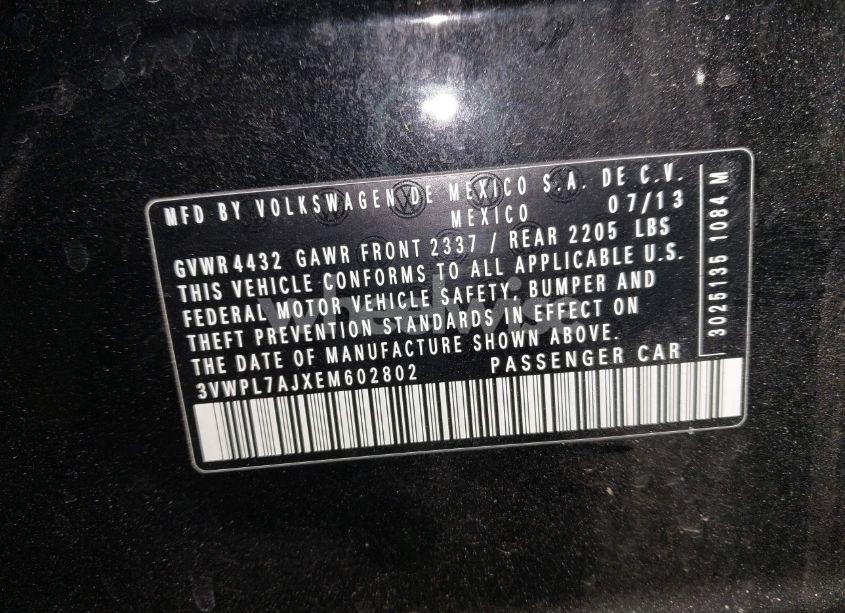 MFD BY VOLKSWAGEN DE MEXICO S.A. DE C.V.
MEXICO 07/13
GVWR 4432 GAWR FRONT 2337 / REAR 2205 LBS
THIS VEHICLE CONFORMS TO ALL APPLICABLE U.S.
FEDERAL MOTOR VEHICLE SAFETY, BUMPER AND
THEFT PREVENTION STANDARDS IN EFFECT ON
THE DATE OF MANUFACTURE SHOWN ABOVE.
3VWPL7AJXEM602802 PASSENGER CAR
3025135 1084 M